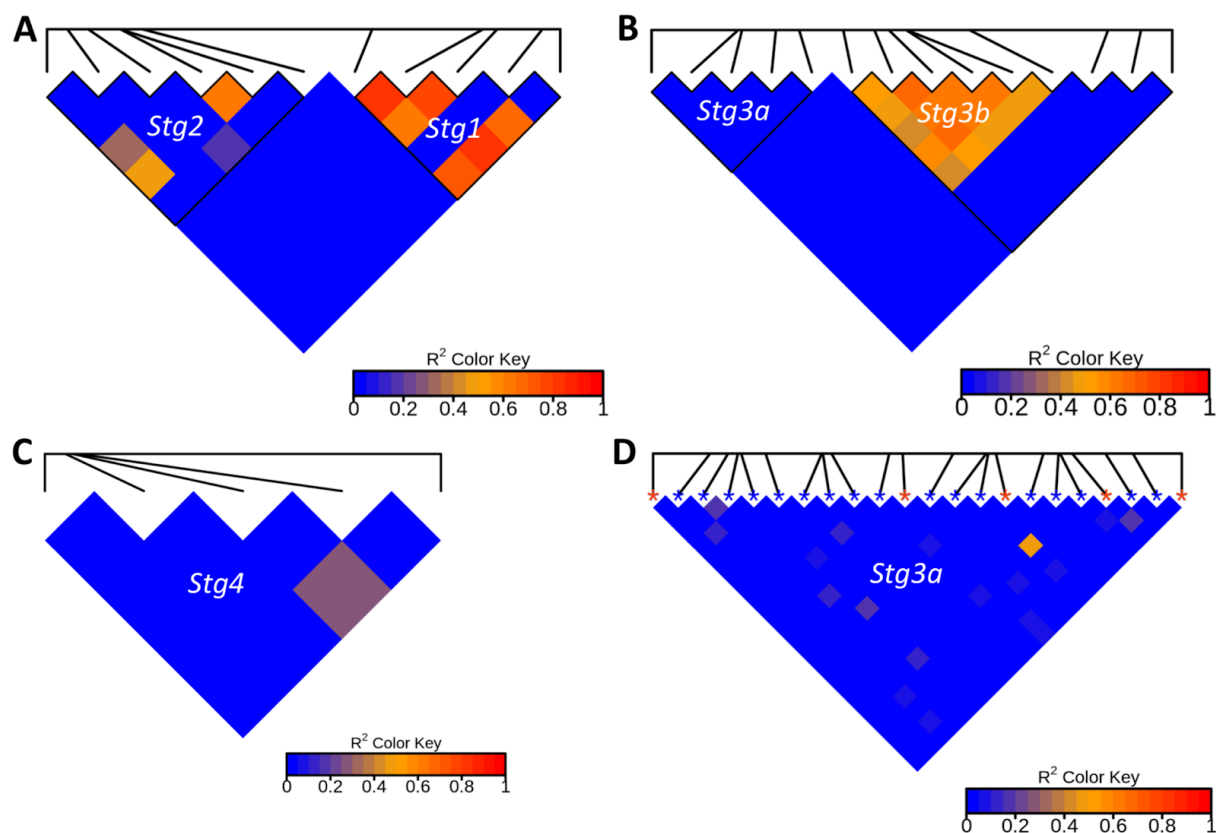 A
B
Stg2
Stg1
Stg3a
Stg3b
R² Color Key
0 0.2 0.4 0.6 0.8 1
R² Color Key
0 0.2 0.4 0.6 0.8 1
C
D
* * * * * * * * * * * * * * * * * * * * * *
Stg4
Stg3a
R² Color Key
0 0.2 0.4 0.6 0.8 1
R² Color Key
0 0.2 0.4 0.6 0.8 1